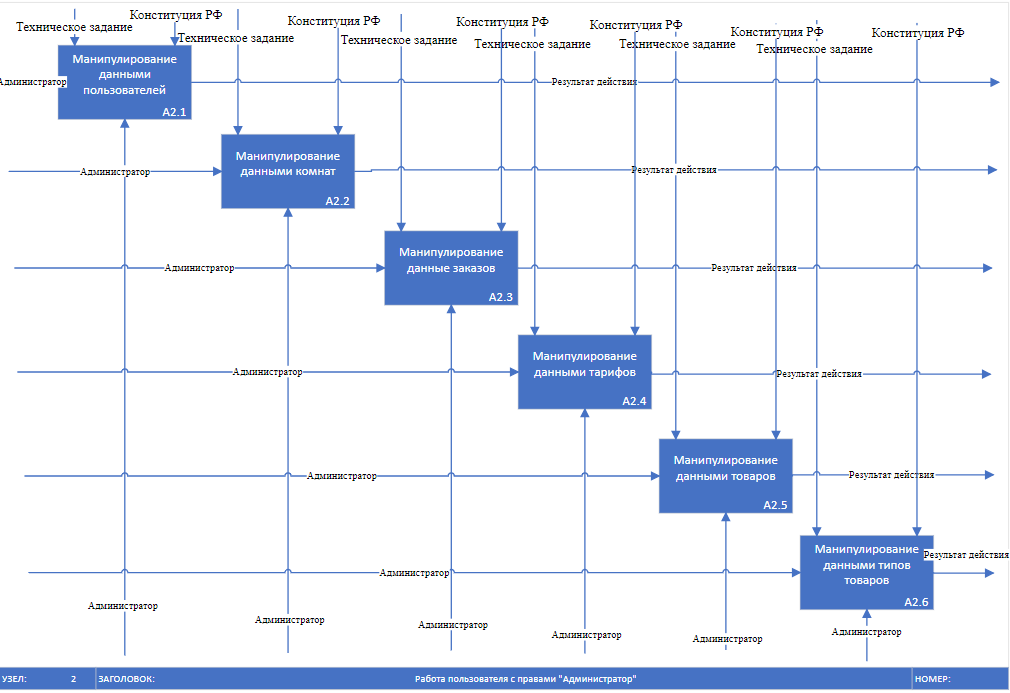 Конституция РФ
Техническое задание
Конституция РФ
Техническое задание
Конституция РФ
Техническое задание
Конституция РФ
Техническое задание
Конституция РФ
Техническое задание
Конституция РФ
Техническое задание
Администратор
Манипулирование
данными
пользователей
A2.1
Результат действия
Администратор
Манипулирование
данными комнат
A2.2
Результат действия
Администратор
Манипулирование
данные заказов
A2.3
Результат действия
Администратор
Манипулирование
данными тарифов
A2.4
Результат действия
Администратор
Манипулирование
данными товаров
A2.5
Результат действия
Администратор
Манипулирование
данными типов
товаров
A2.6
Результат действия
Администратор
Администратор
Администратор
Администратор
Администратор
Администратор
УЗЕЛ: 2 ЗАГОЛОВОК: Работа пользователя с правами "Администратор" НОМЕР: